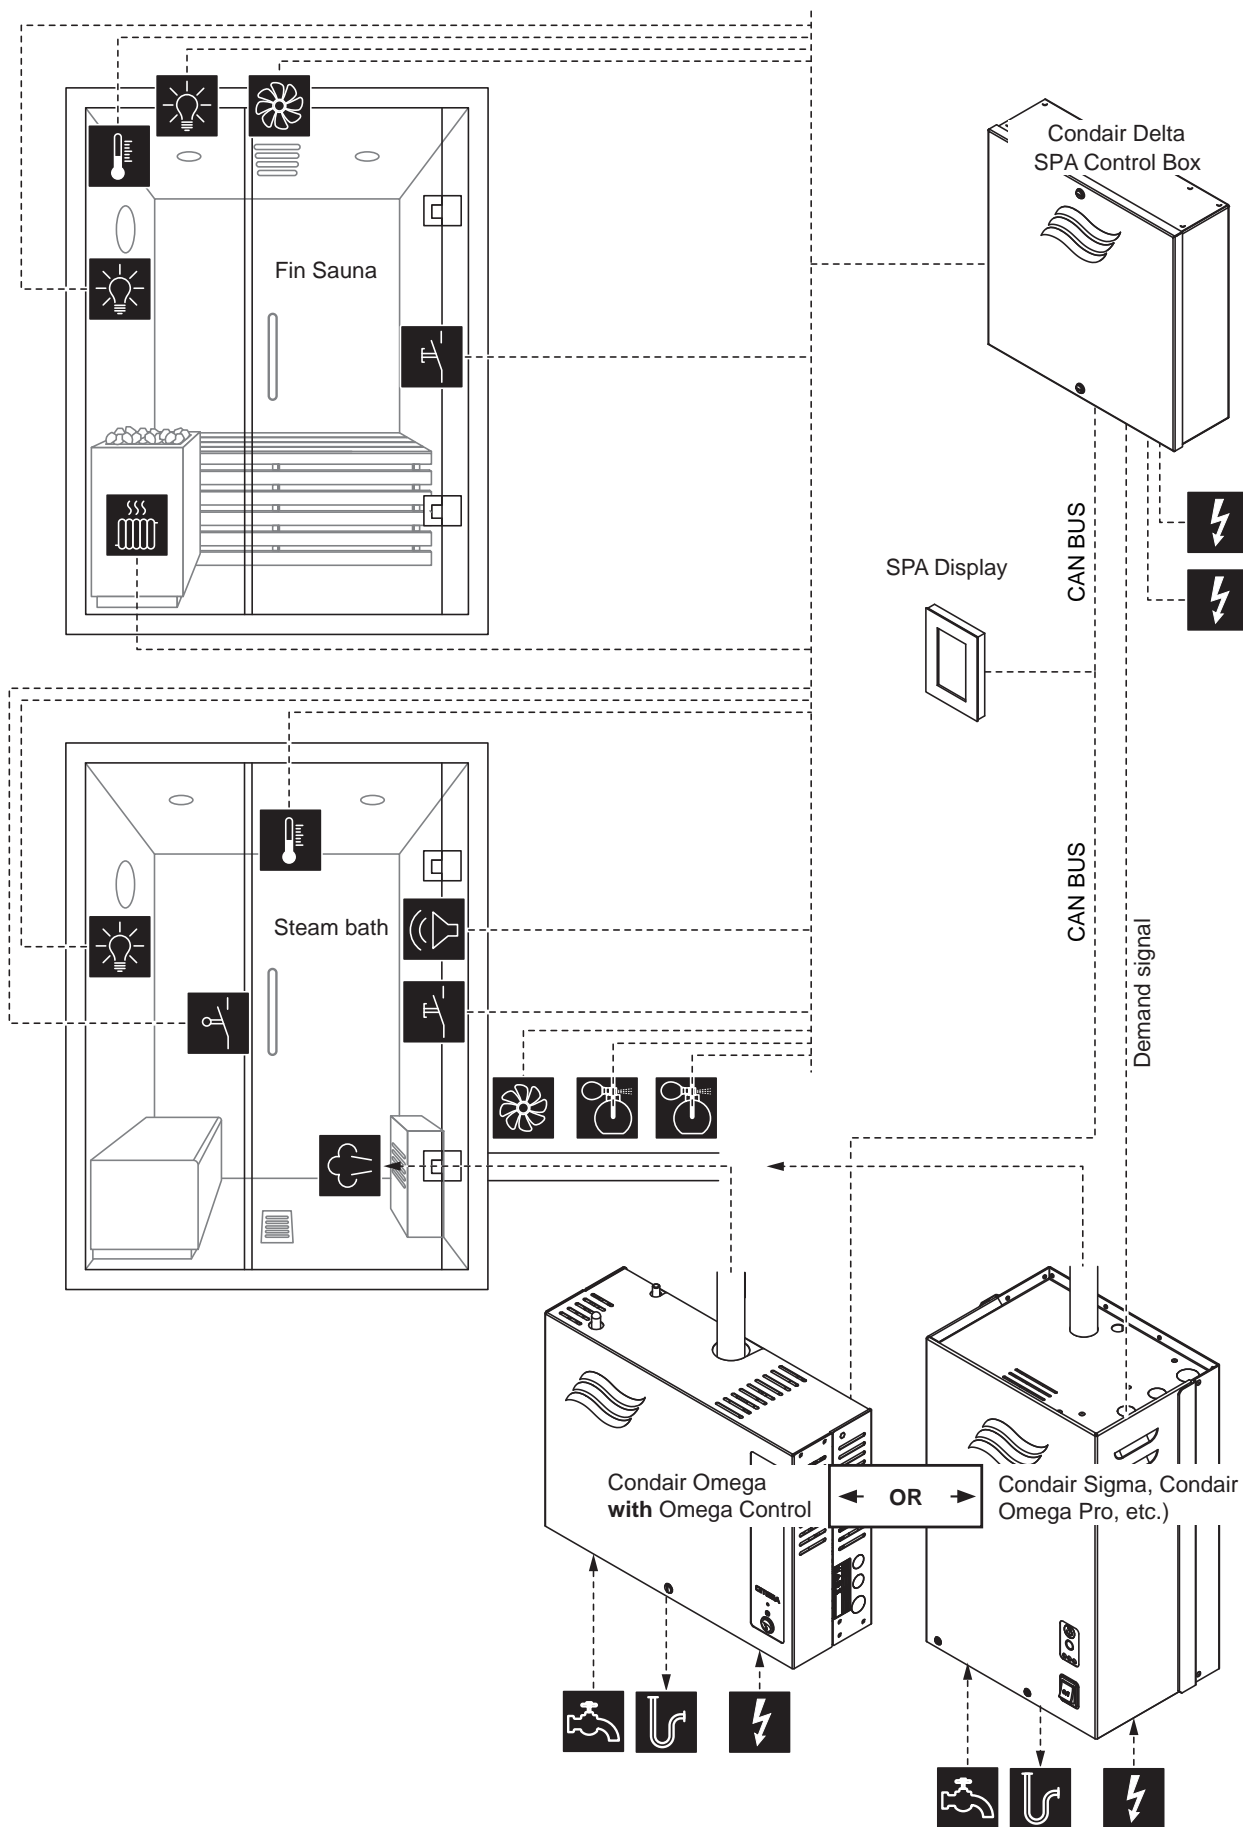 Condair Delta
SPA Control Box
Fin Sauna
CAN BUS
SPA Display
Steam bath
CAN BUS
Demand signal
Condair Omega
with Omega Control
OR
Condair Sigma, Condair
Omega Pro, etc.)
OMEGA